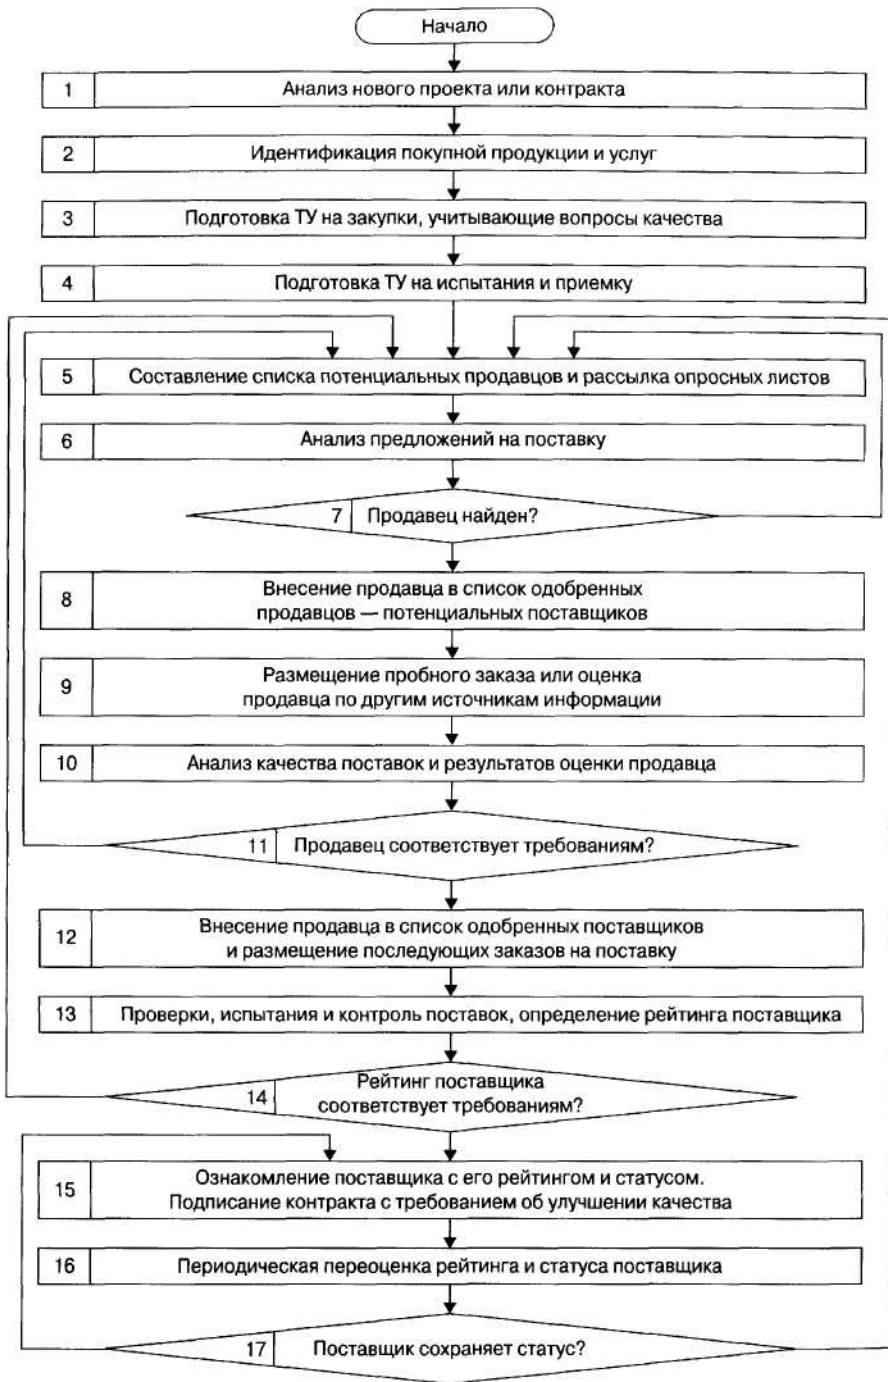 Начало
1 Анализ нового проекта или контракта
2 Идентификация покупной продукции и услуг
3 Подготовка ТУ на закупки, учитывающие вопросы качества
4 Подготовка ТУ на испытания и приемку
5 Составление списка потенциальных продавцов и рассылка опросных листов
6 Анализ предложений на поставку
7 Продавец найден?
8 Внесение продавца в список одобренных
продавцов — потенциальных поставщиков
9 Размещение пробного заказа или оценка
продавца по другим источникам информации
10 Анализ качества поставок и результатов оценки продавца
11 Продавец соответствует требованиям?
12 Внесение продавца в список одобренных поставщиков
и размещение последующих заказов на поставку
13 Проверки, испытания и контроль поставок, определение рейтинга поставщика
14 Рейтинг поставщика
соответствует требованиям?
15 Ознакомление поставщика с его рейтингом и статусом.
Подписание контракта с требованием об улучшении качества
16 Периодическая переоценка рейтинга и статуса поставщика
17 Поставщик сохраняет статус?